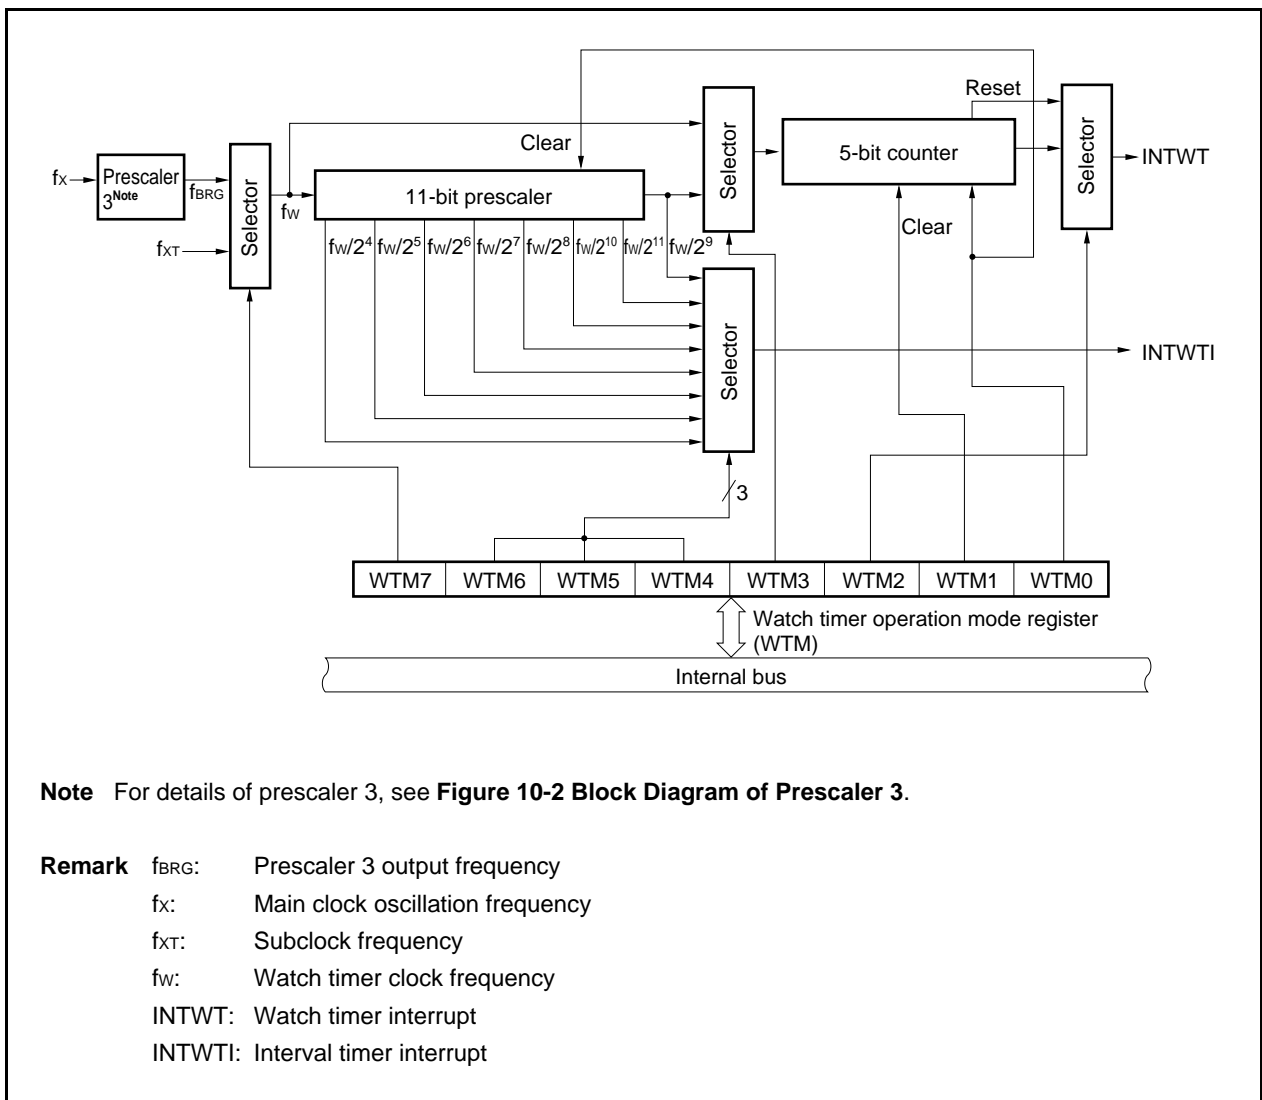 Reset
Clear
Selector
5-bit counter
Selector
INTWT
fX
Prescaler
3Note
fBRG
Selector
fW
11-bit prescaler
Clear
fXT
fW/2^4 fW/2^5 fW/2^6 fW/2^7 fW/2^8 fW/2^10 fW/2^11 fW/2^9
Selector
INTWTI
3
WTM7 WTM6 WTM5 WTM4 WTM3 WTM2 WTM1 WTM0
Watch timer operation mode register
(WTM)
Internal bus
Note For details of prescaler 3, see Figure 10-2 Block Diagram of Prescaler 3.
Remark fBRG: Prescaler 3 output frequency
fX: Main clock oscillation frequency
fXT: Subclock frequency
fW: Watch timer clock frequency
INTWT: Watch timer interrupt
INTWTI: Interval timer interrupt